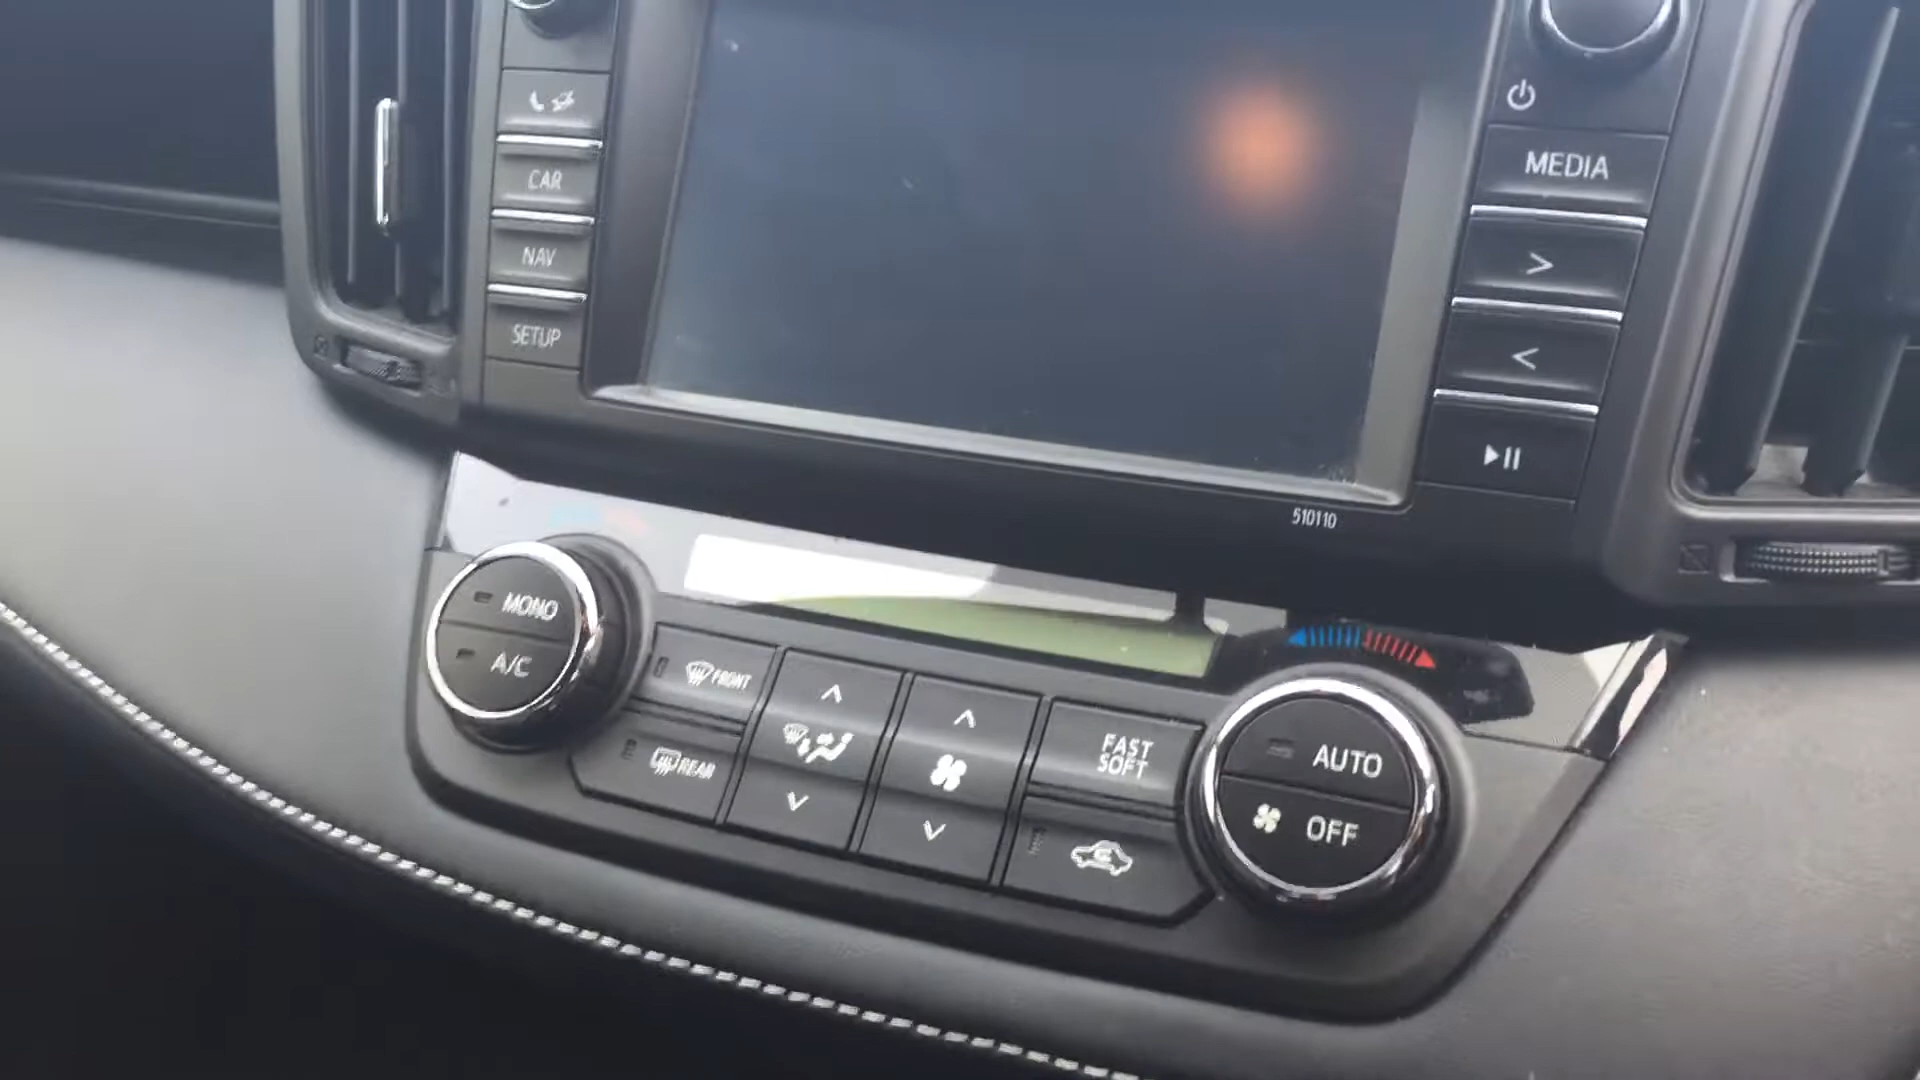 CAR
NAV
SETUP
MEDIA
>
<
510110
MONO
A/C
FRONT
REAR
FAST
SOFT
AUTO
OFF